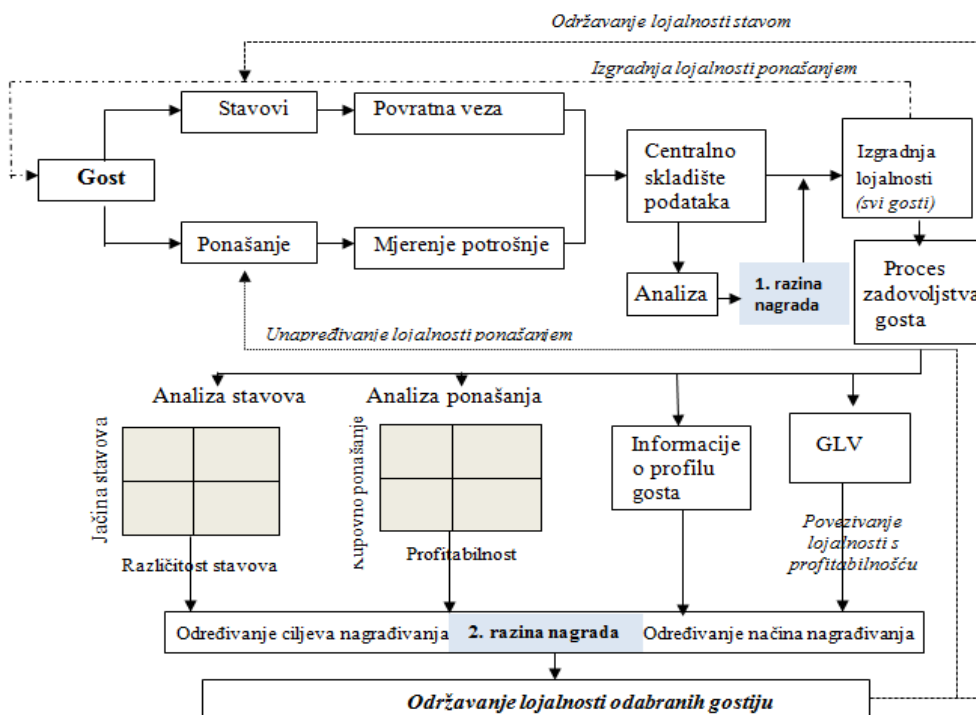 Održavanje lojalnosti stavom
Izgradnja lojalnosti ponašanjem
Stavovi
Povratna veza
Gost
Centralno
skladište
podataka
Izgradnja
lojalnosti
(svi gosti)
Ponašanje
Mjerenje potrošnje
Analiza
1. razina
nagrada
Proces
zadovoljstva
gosta
Unapređivanje lojalnosti ponašanjem
Analiza stavova
Jačina stavova
Različitost stavova
Analiza ponašanja
Kupovno ponašanje
Profitabilnost
Informacije
o profilu
gosta
GLV
Povezivanje
lojalnosti s
profitabilnošću
Određivanje ciljeva nagrađivanja
2. razina nagrada
Određivanje načina nagrađivanja
Održavanje lojalnosti odabranih gostiju